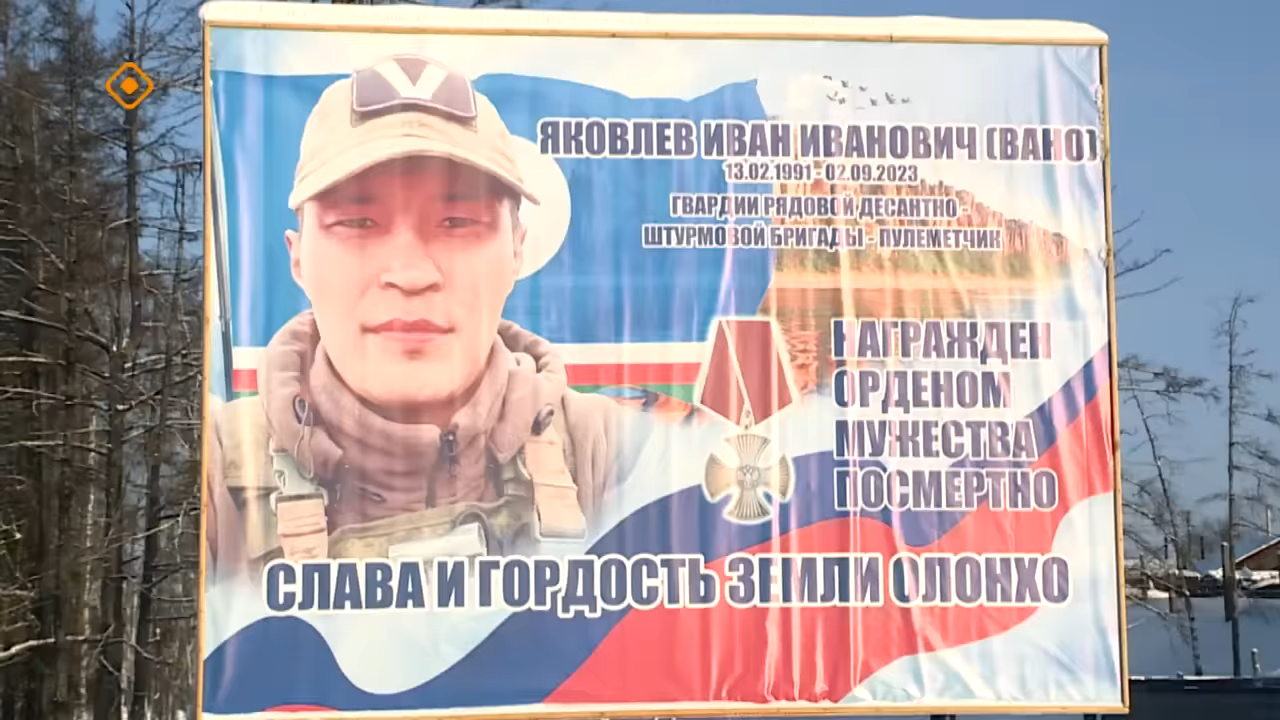 ЯКОВЛЕВ ИВАН ИВАНОВИЧ (ВАНО)
13.02.1991 - 02.09.2023
ГВАРДИИ РЯДОВОЙ ДЕСАНТНО -
ШТУРМОВОЙ БРИГАДЫ - ПУЛЕМЕТЧИК
НАГРАЖДЕН
ОРДЕНОМ
МУЖЕСТВА
ПОСМЕРТНО
СЛАВА И ГОРДОСТЬ ЗЕМЛИ ОЛОНХО
V